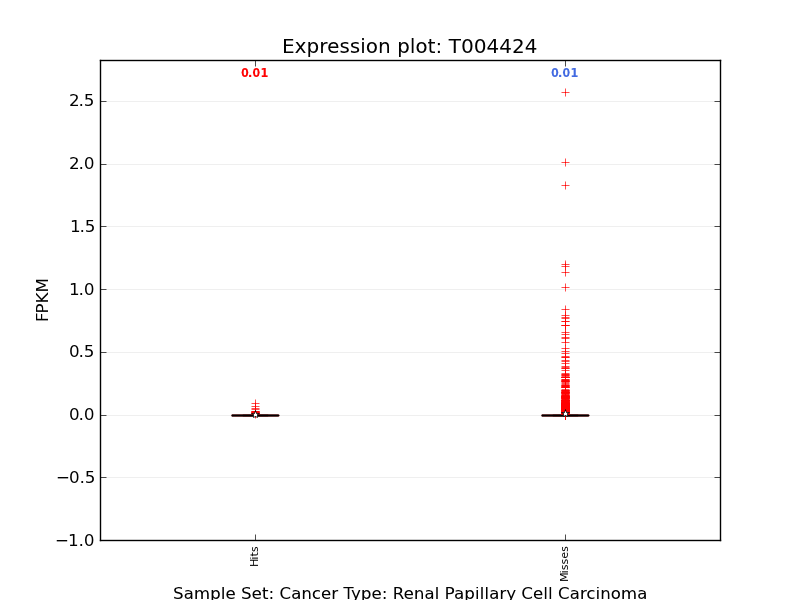 Expression plot: T004424
0.01
0.01
2.5
2.0
1.5
1.0
0.5
0.0
−0.5
−1.0
FPKM
Hits
Misses
Sample Set: Cancer Type: Renal Papillary Cell Carcinoma